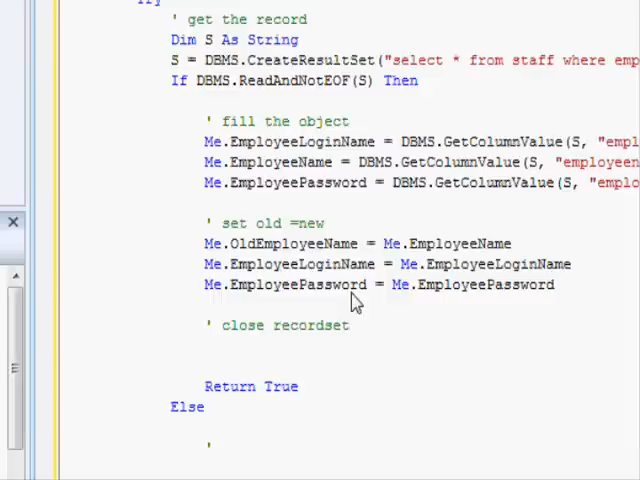 Try
' get the record
Dim S As String
S = DBMS.CreateResultSet("select * from staff where emp
If DBMS.ReadAndNotEOF(S) Then
' fill the object
Me.EmployeeLoginName = DBMS.GetColumnValue(S, "empl
Me.EmployeeName = DBMS.GetColumnValue(S, "employeen
Me.EmployeePassword = DBMS.GetColumnValue(S, "emplo
' set old =new
Me.OldEmployeeName = Me.EmployeeName
Me.EmployeeLoginName = Me.EmployeeLoginName
Me.EmployeePassword = Me.EmployeePassword
' close recordset
Return True
Else
'